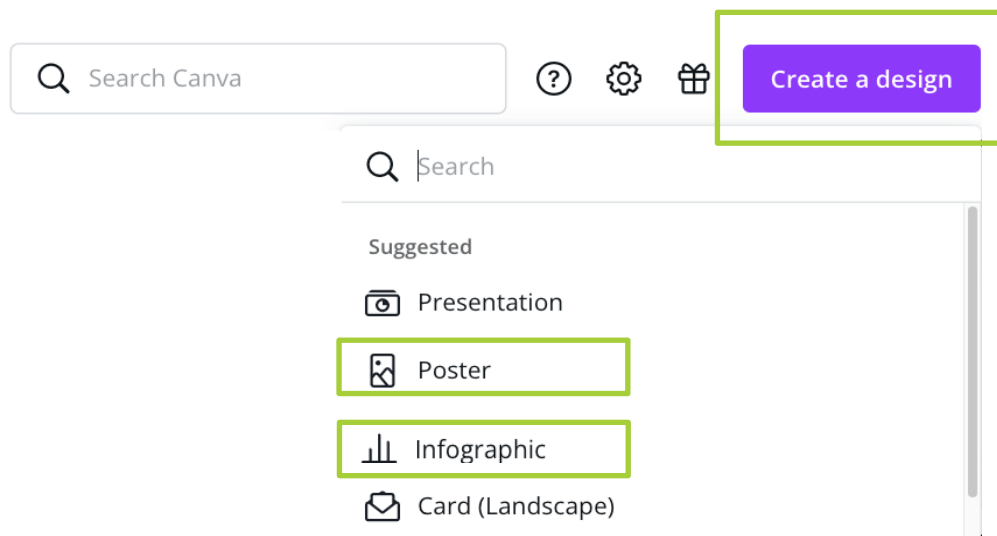 Search Canva
Create a design
Search
Suggested
Presentation
Poster
Infographic
Card (Landscape)